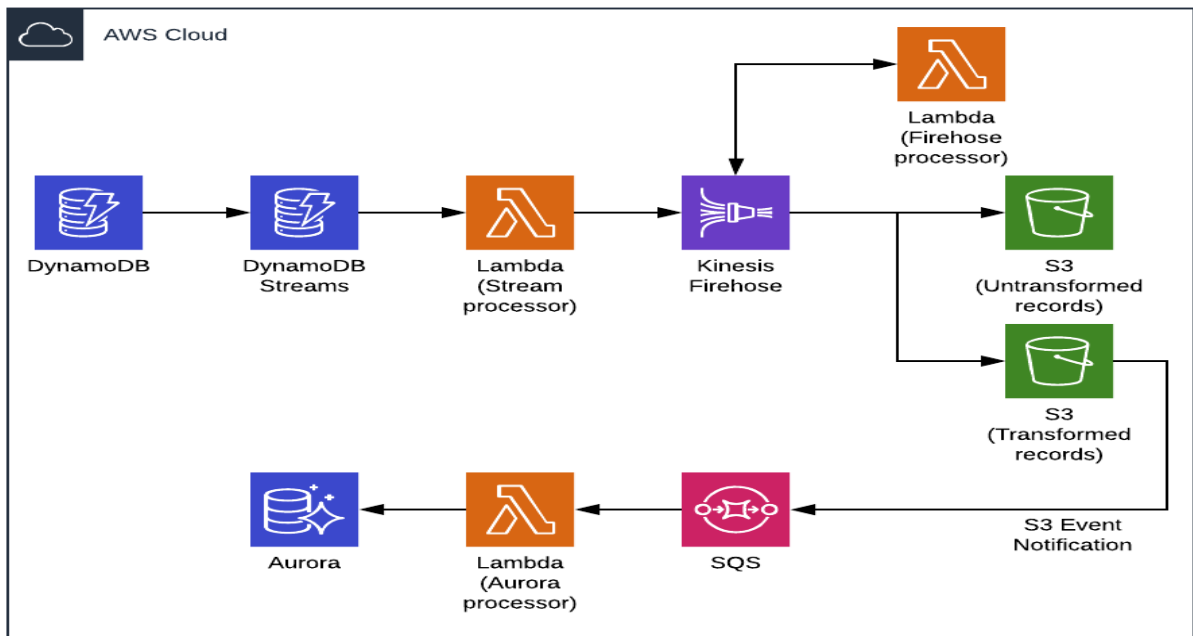 AWS Cloud
Lambda
(Firehose
processor)
DynamoDB
DynamoDB
Streams
Lambda
(Stream
processor)
Kinesis
Firehose
S3
(Untransformed
records)
S3
(Transformed
records)
S3 Event
Notification
Aurora
Lambda
(Aurora
processor)
SQS